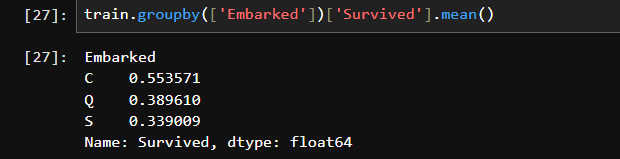 [27]: train.groupby(['Embarked'])['Survived'].mean()
[27]: Embarked
C    0.553571
Q    0.389610
S    0.339009
Name: Survived, dtype: float64